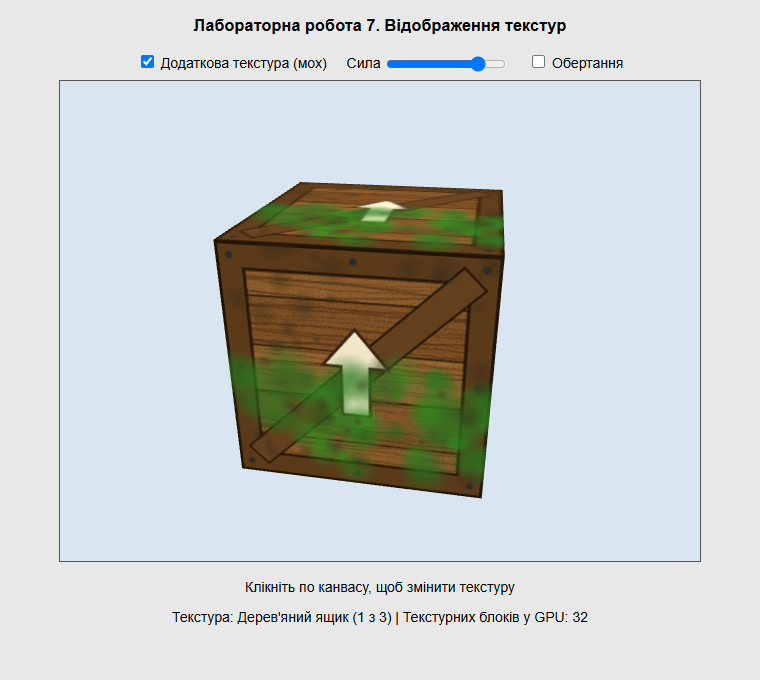 Лабораторна робота 7. Відображення текстур
Додаткова текстура (мох) Сила Обертання
Клікніть по канвасу, щоб змінити текстуру
Текстура: Дерев'яний ящик (1 з 3) | Текстурних блоків у GPU: 32